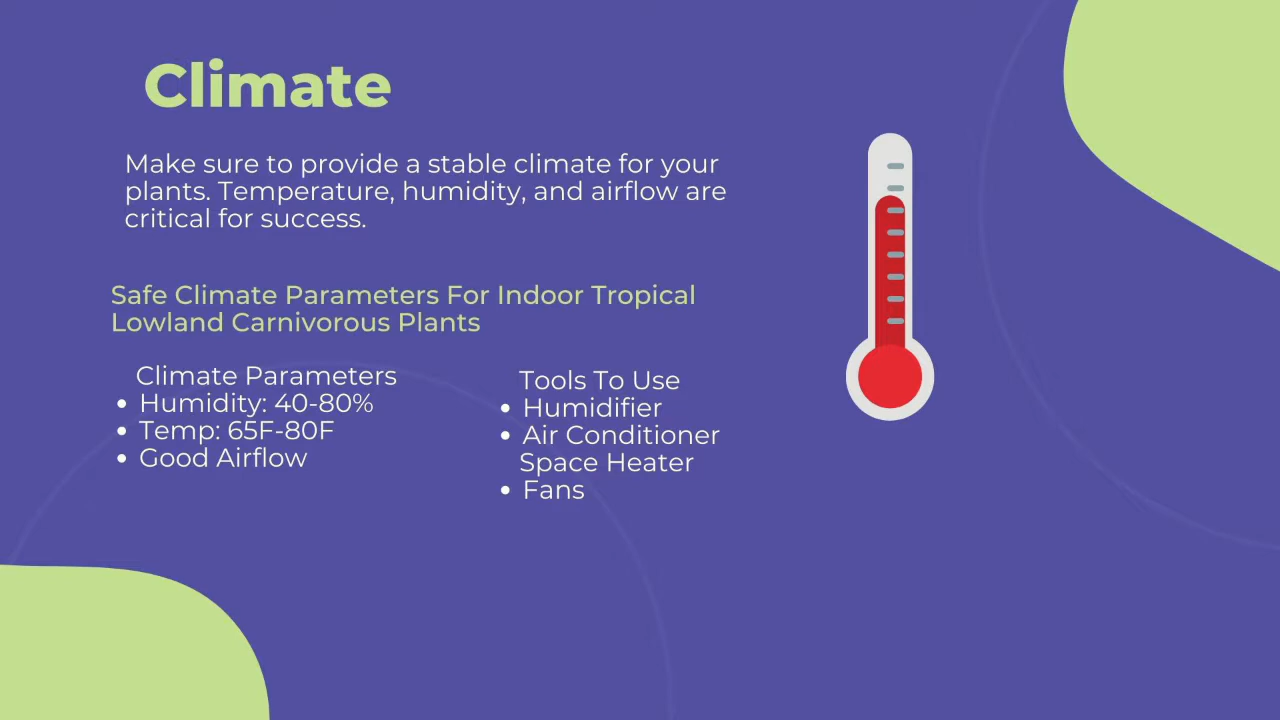 Climate
Make sure to provide a stable climate for your
plants. Temperature, humidity, and airflow are
critical for success.
Safe Climate Parameters For Indoor Tropical
Lowland Carnivorous Plants
Climate Parameters
• Humidity: 40-80%
• Temp: 65F-80F
• Good Airflow
Tools To Use
• Humidifier
• Air Conditioner
Space Heater
• Fans